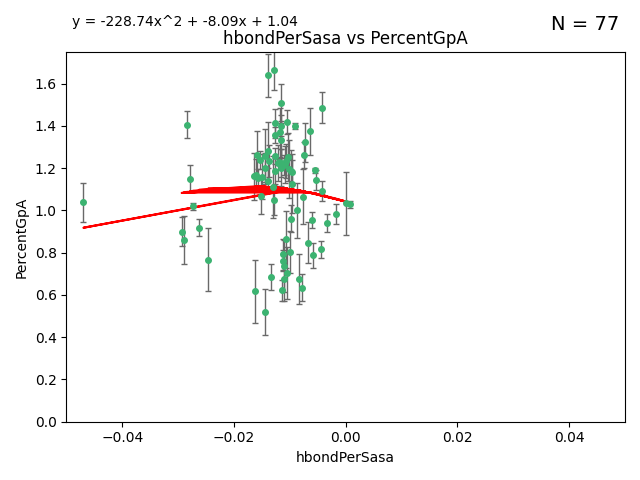 y = -228.74x^2 + -8.09x + 1.04
N = 77
hbondPerSasa vs PercentGpA
PercentGpA
1.6
1.4
1.2
1.0
0.8
0.6
0.4
0.2
0.0
−0.04 −0.02 0.00 0.02 0.04
hbondPerSasa